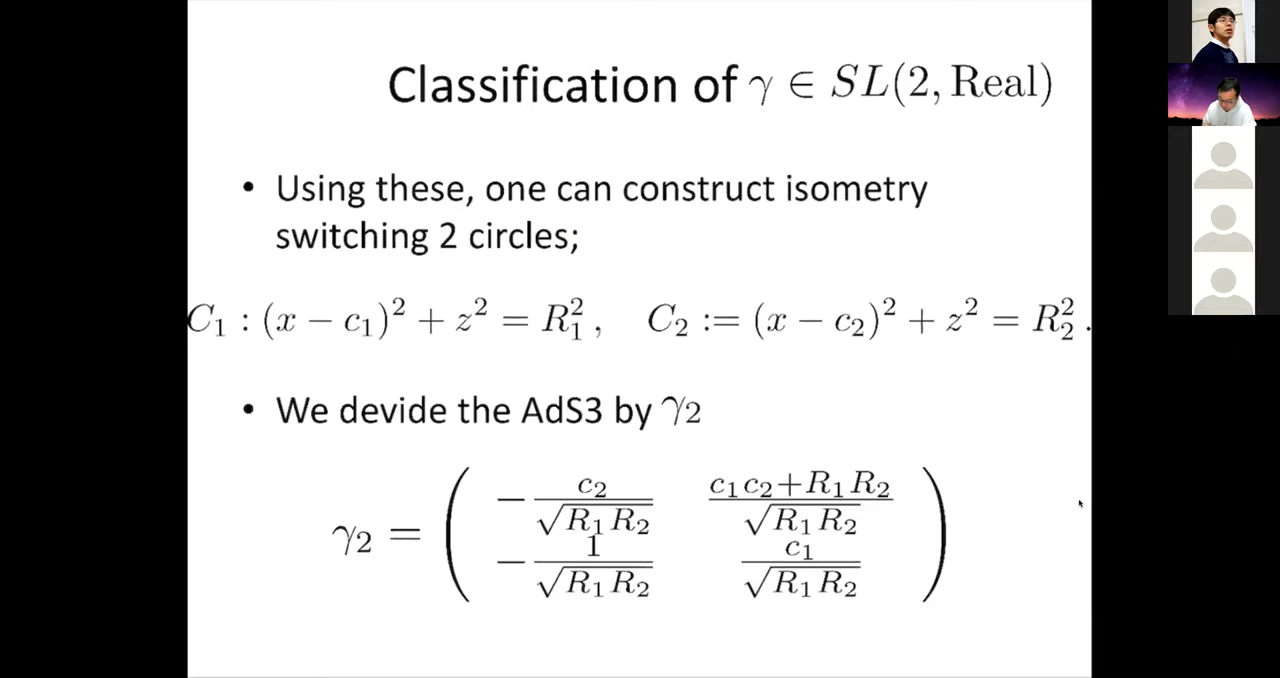 Classification of γ ∈ SL(2, Real)
• Using these, one can construct isometry
switching 2 circles;
C₁ : (x − c₁)² + z² = R₁² , C₂ := (x − c₂)² + z² = R₂² .
• We devide the AdS3 by γ₂
γ₂ = ( −c₂/√(R₁R₂) (c₁c₂+R₁R₂)/√(R₁R₂)
−1/√(R₁R₂) c₁/√(R₁R₂) )